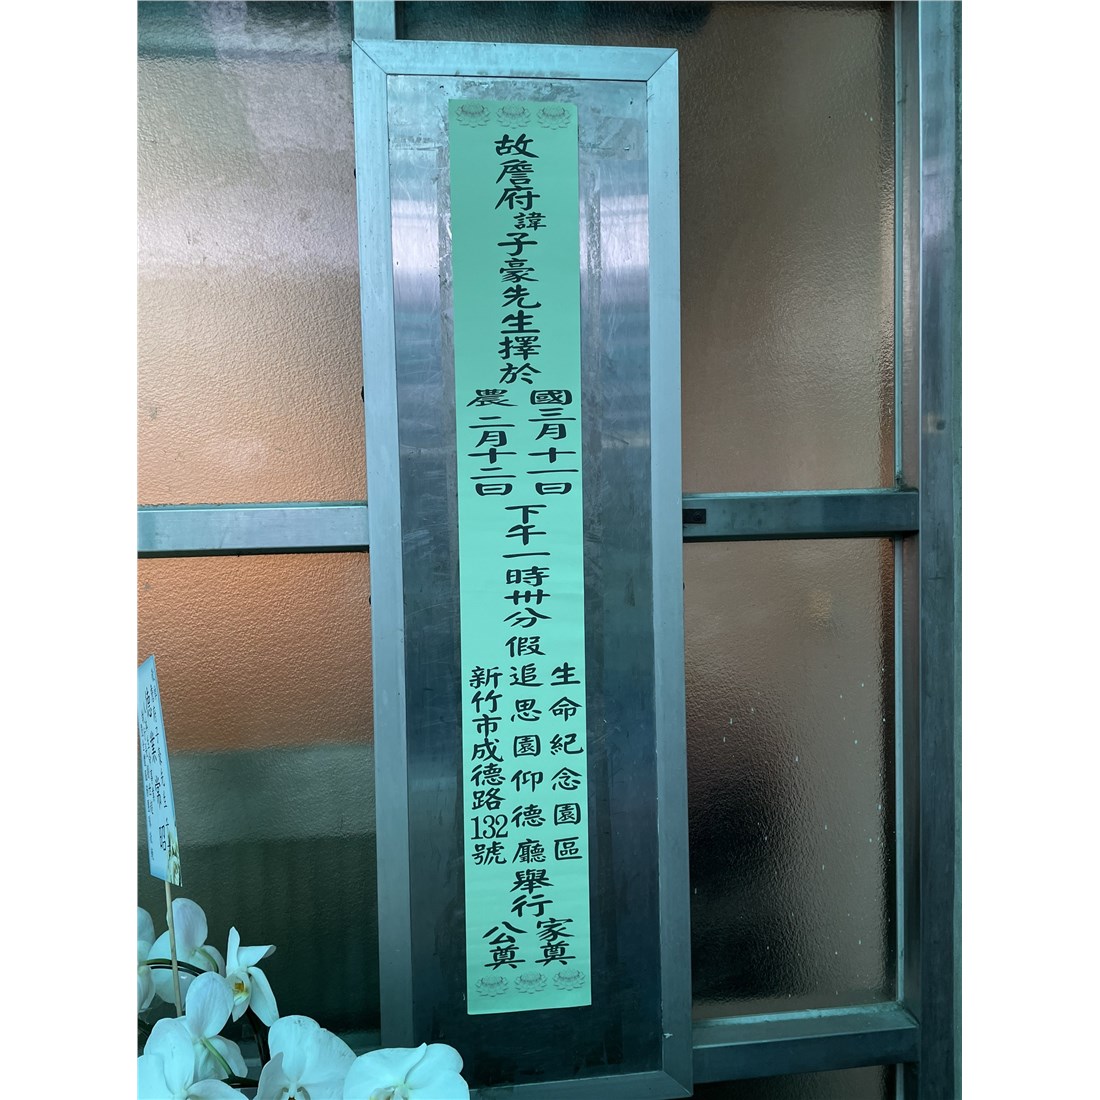 故詹府諱子豪先生擇於
國三月十一日
農二月十二日
下午一時卅分假
生命紀念園區
追思園仰德廳
新竹市成德路132號
舉行
家奠
公奠